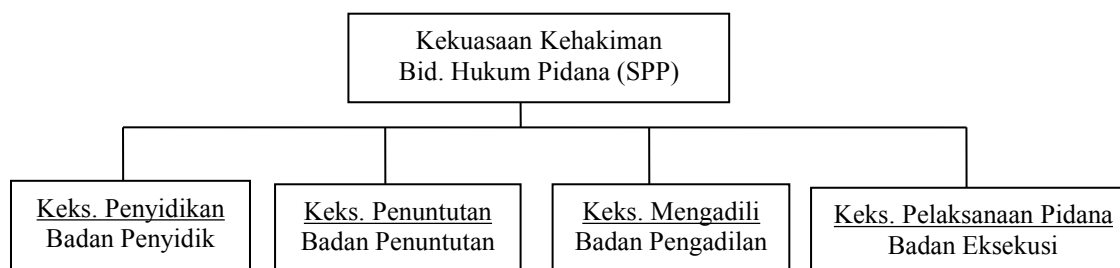 Kekuasaan Kehakiman
Bid. Hukum Pidana (SPP)
Keks. Penyidikan
Badan Penyidik
Keks. Penuntutan
Badan Penuntutan
Keks. Mengadili
Badan Pengadilan
Keks. Pelaksanaan Pidana
Badan Eksekusi